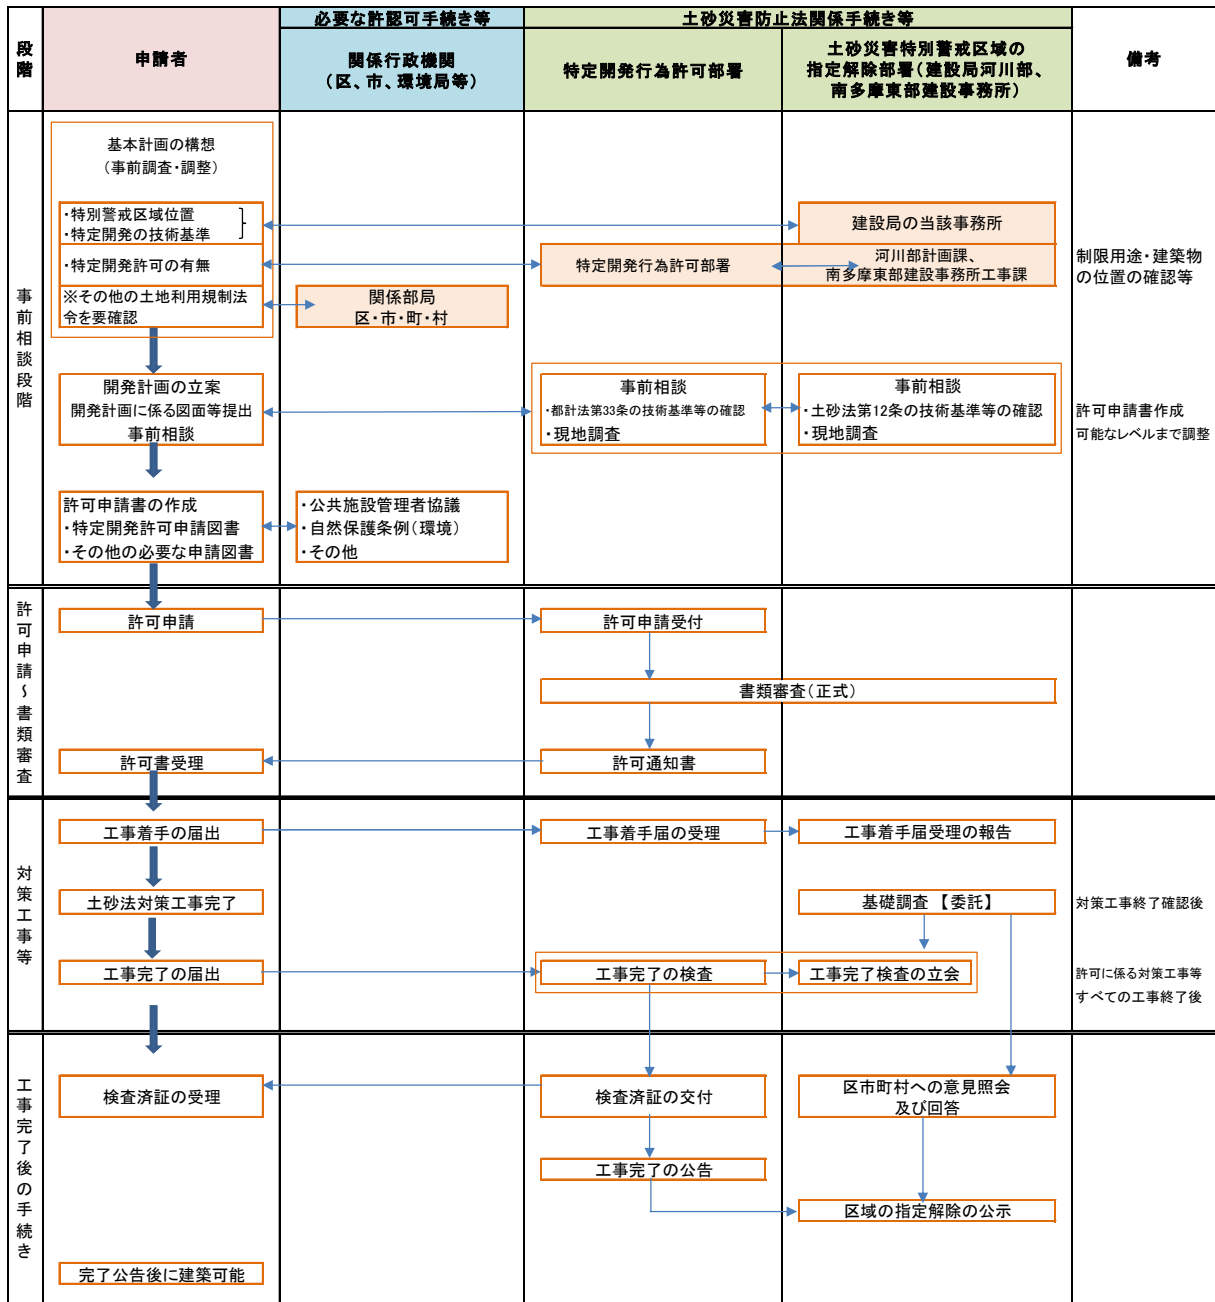 必要な許認可手続き等
土砂災害防止法関係手続き等
段階
申請者
関係行政機関
（区、市、環境局等）
特定開発行為許可部署
土砂災害特別警戒区域の
指定解除部署（建設局河川部、
南多摩東部建設事務所）
備考
事前相談段階
基本計画の構想
（事前調査・調整）
・特別警戒区域位置
・特定開発の技術基準
建設局の当該事務所
・特定開発許可の有無
特定開発行為許可部署
河川部計画課、
南多摩東部建設事務所工事課
制限用途・建築物
の位置の確認等
※その他の土地利用規制法
令を要確認
関係部局
区・市・町・村
開発計画の立案
開発計画に係る図面等提出
事前相談
事前相談
・都計法第33条の技術基準等の確認
・現地調査
事前相談
・土砂法第12条の技術基準等の確認
・現地調査
許可申請書作成
可能なレベルまで調整
許可申請書の作成
・特定開発許可申請図書
・その他の必要な申請図書
・公共施設管理者協議
・自然保護条例（環境）
・その他
許可申請～書類審査
許可申請
許可申請受付
書類審査（正式）
許可書受理
許可通知書
対策工事等
工事着手の届出
工事着手届の受理
工事着手届受理の報告
土砂法対策工事完了
基礎調査 【委託】
対策工事終了確認後
工事完了の届出
工事完了の検査
工事完了検査の立会
許可に係る対策工事等
すべての工事終了後
工事完了後の手続き
検査済証の受理
検査済証の交付
区市町村への意見照会
及び回答
工事完了の公告
区域の指定解除の公示
完了公告後に建築可能